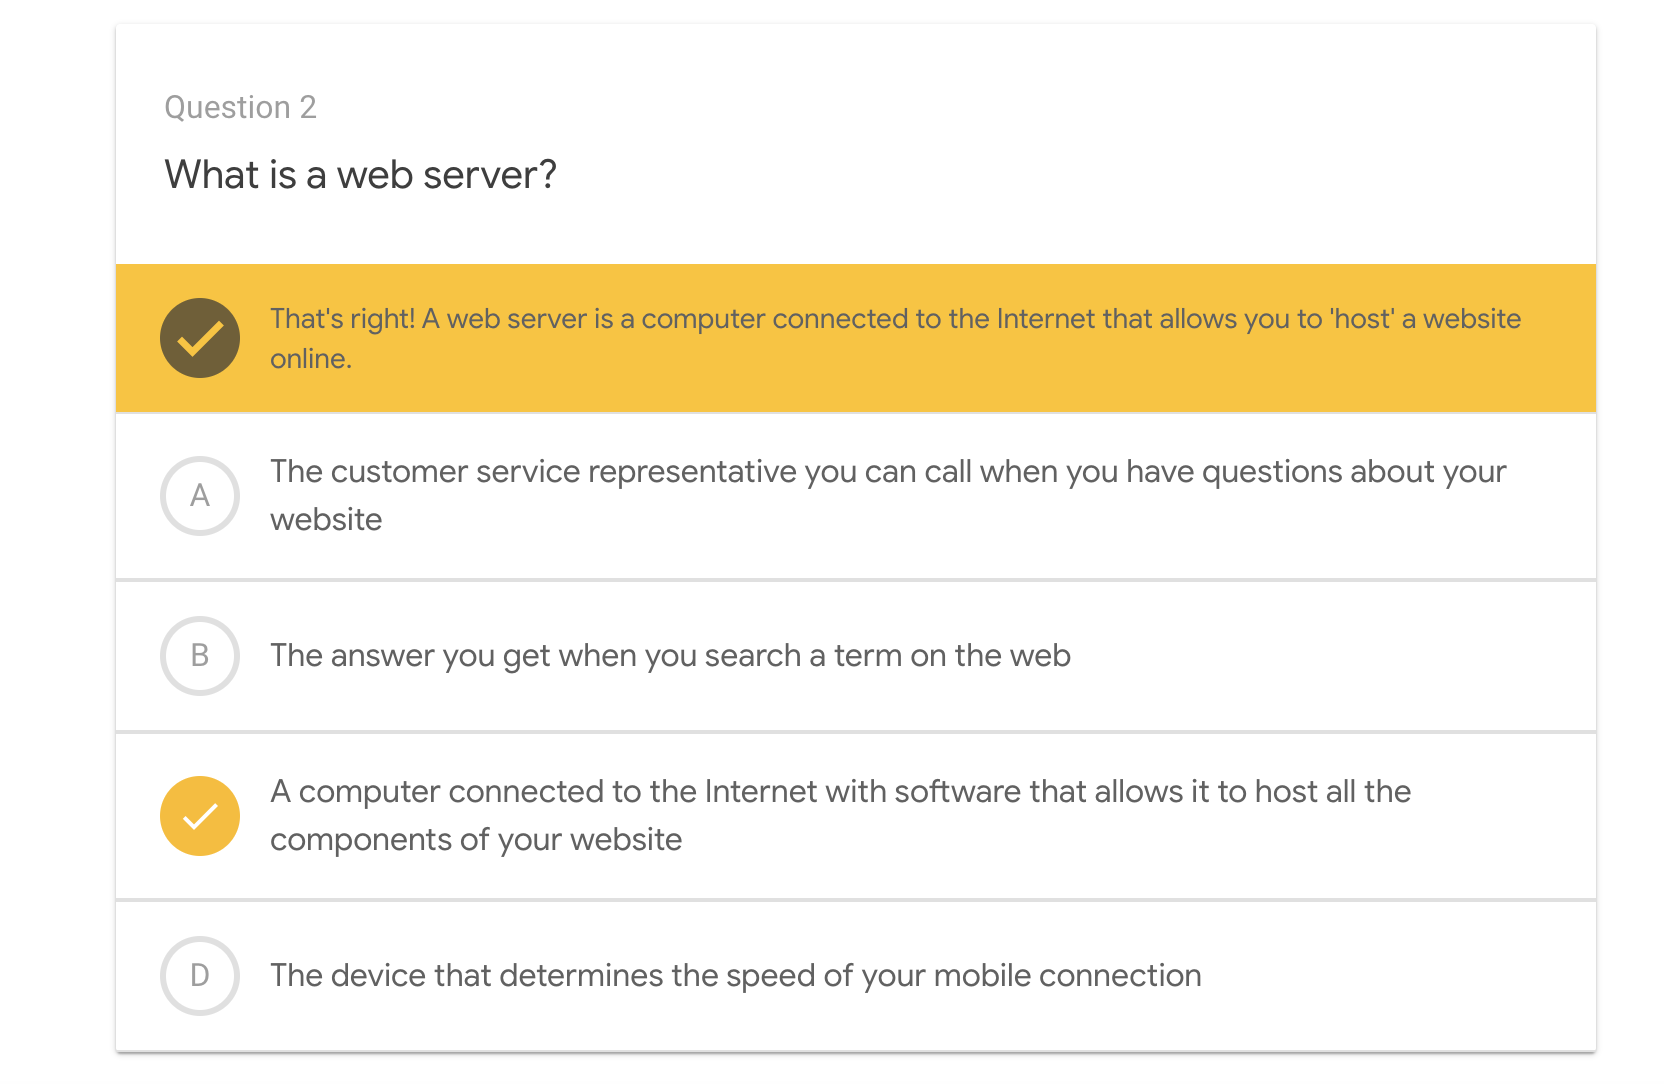 Question 2
What is a web server?
That's right! A web server is a computer connected to the Internet that allows you to 'host' a website
online.
A
The customer service representative you can call when you have questions about your
website
B
The answer you get when you search a term on the web
A computer connected to the Internet with software that allows it to host all the
components of your website
D
The device that determines the speed of your mobile connection